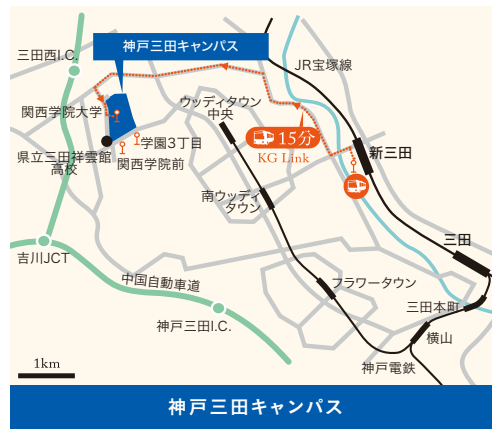 神戸三田キャンパス
三田西I.C.
JR宝塚線
関西学院大学
ウッディタウン
中央
学園3丁目
15分
KG Link
新三田
県立三田祥雲館
高校
関西学院前
南ウッディ
タウン
三田
吉川JCT
中国自動車道
フラワータウン
三田本町
神戸三田I.C.
横山
1km
神戸電鉄
神戸三田キャンパス